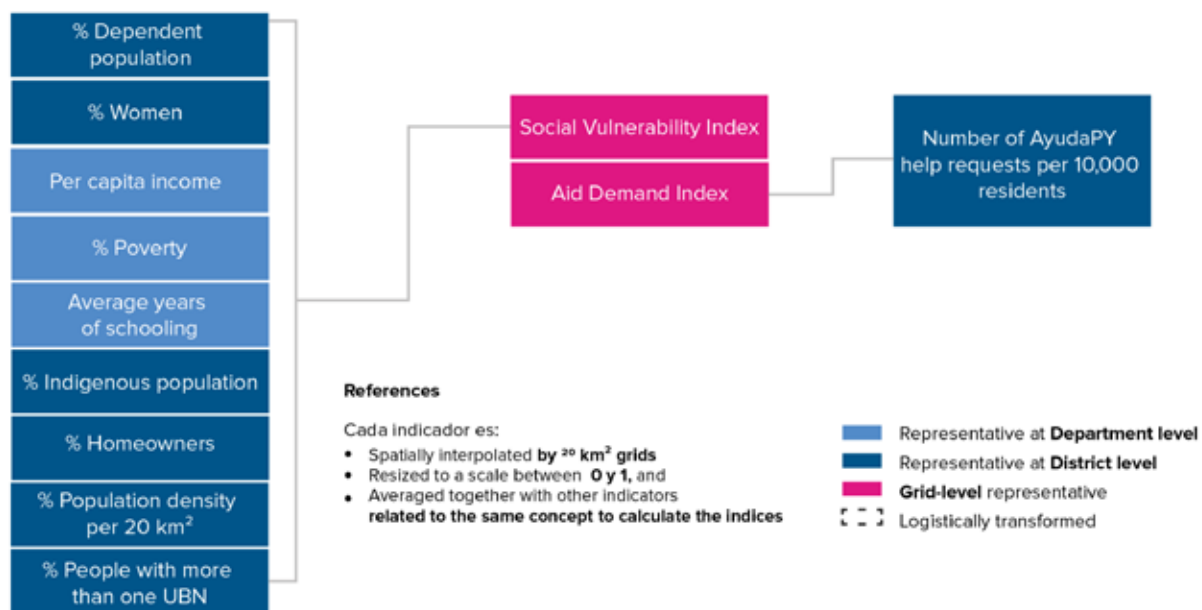 % Dependent
population
% Women
Per capita income
% Poverty
Average years
of schooling
% Indigenous population
% Homeowners
% Population density
per 20 km²
% People with more
than one UBN
Social Vulnerability Index
Aid Demand Index
Number of AyudaPY
help requests per 10,000
residents
References
Cada indicador es:
• Spatially interpolated by ²⁰ km² grids
• Resized to a scale between 0 y 1, and
• Averaged together with other indicators
related to the same concept to calculate the indices
Representative at Department level
Representative at District level
Grid-level representative
Logistically transformed